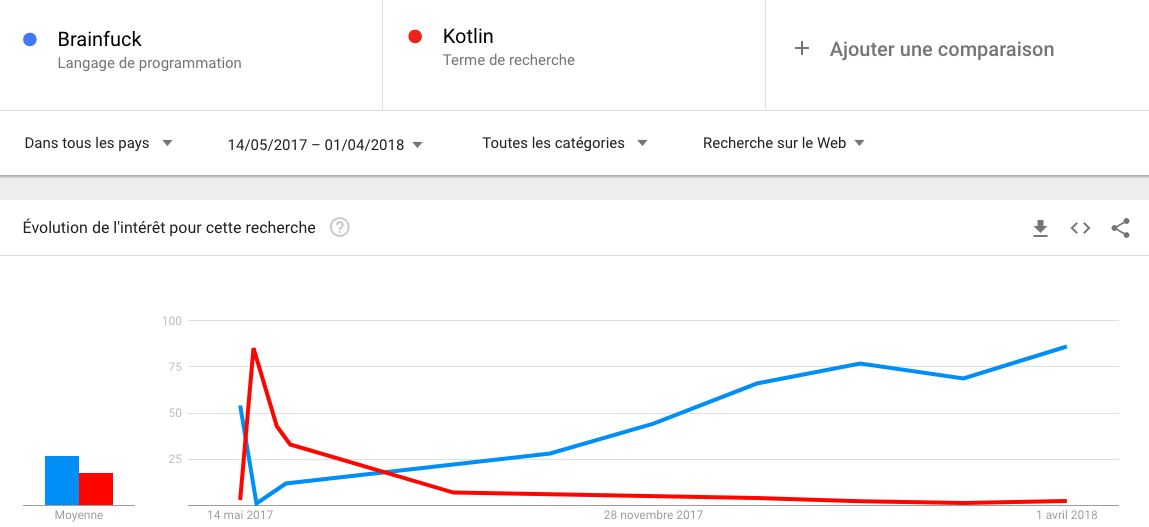 Brainfuck
Langage de programmation
Kotlin
Terme de recherche
+ Ajouter une comparaison
Dans tous les pays
14/05/2017 – 01/04/2018
Toutes les catégories
Recherche sur le Web
Évolution de l'intérêt pour cette recherche ?
100
75
50
25
Moyenne
14 mai 2017
28 novembre 2017
1 avril 2018